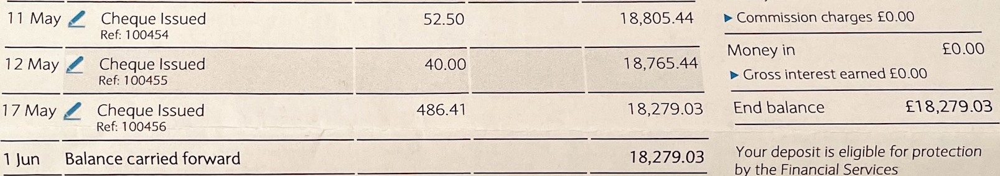 11 May Cheque Issued 52.50 18,805.44
Ref: 100454
12 May Cheque Issued 40.00 18,765.44
Ref: 100455
17 May Cheque Issued 486.41 18,279.03
Ref: 100456
1 Jun Balance carried forward 18,279.03
▶ Commission charges £0.00
Money in £0.00
▶ Gross interest earned £0.00
End balance £18,279.03
Your deposit is eligible for protection
by the Financial Services